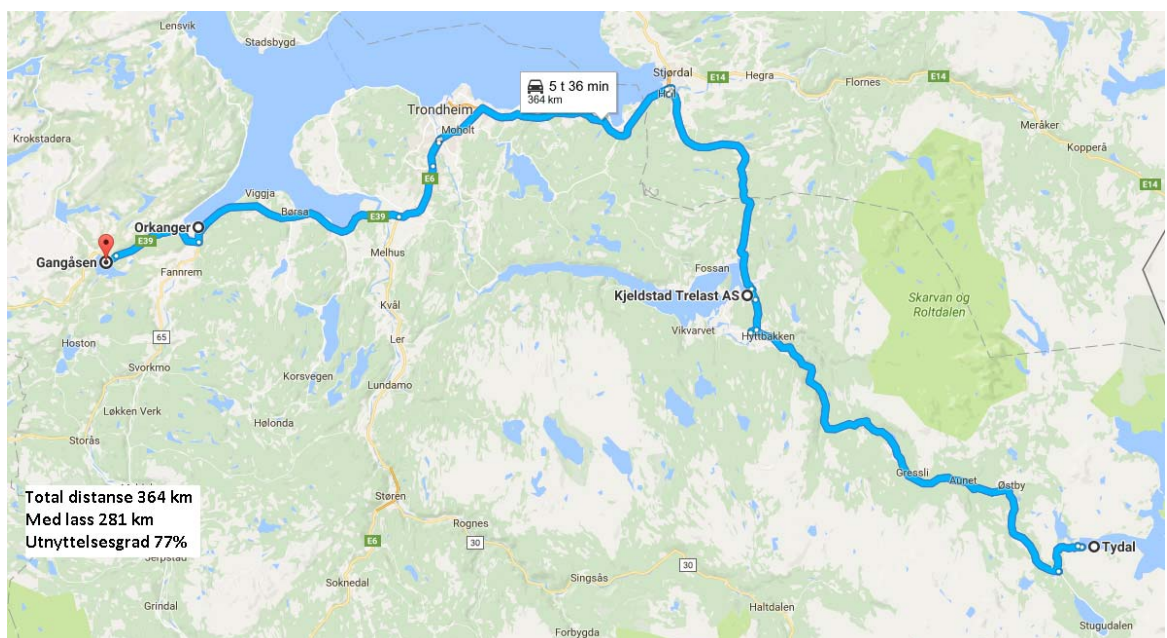 Lensvik
Stadsbygd
Stjørdal
E14
Hegra
Flornes
E14
5 t 36 min
364 km
Hell
Trondheim
Moholt
Meråker
Kopperå
Krokstadøra
E6
E14
Viggja
Børsa
Orkanger
E39
E39
Gangåsen
Fannrem
Melhus
Fossan
Kjeldstad Trelast AS
Skarvan og
Roltdalen
Kvål
Vikvarvet
Hyttbakken
Hoston
65
Ler
Svorkmo
Korsvegen
Lundamo
Løkken Verk
Hølonda
Storås
Gressli
Aunet
Østby
Total distanse 364 km
Med lass 281 km
Utnyttelsesgrad 77%
Støren
Rognes
30
Tydal
E6
Singsås
30
Soknedal
Haltdalen
Grindal
Stugudalen
Forbygda